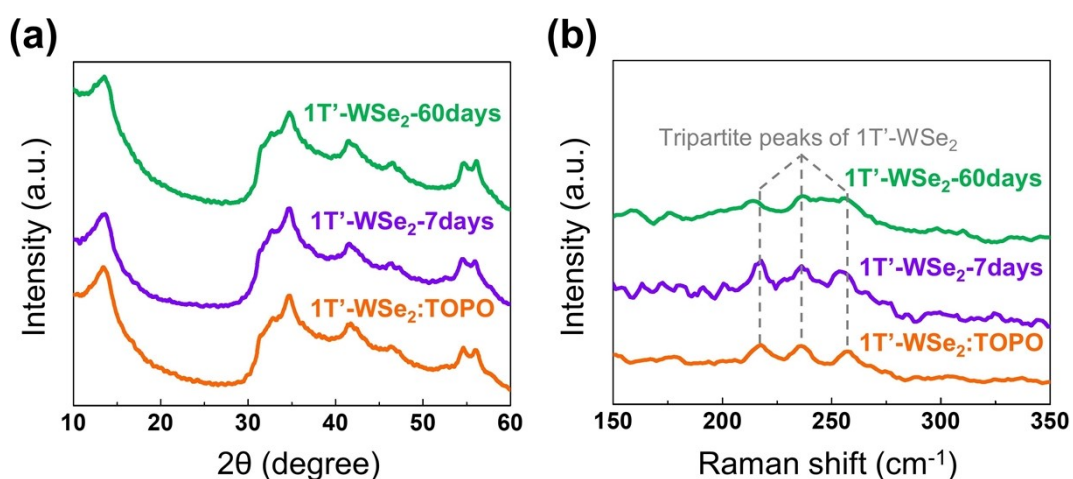 (a)
Intensity (a.u.)
1T’-WSe2-60days
1T’-WSe2-7days
1T’-WSe2:TOPO
10 20 30 40 50 60
2θ (degree)
(b)
Intensity (a.u.)
Tripartite peaks of 1T’-WSe2
1T’-WSe2-60days
1T’-WSe2-7days
1T’-WSe2:TOPO
150 200 250 300 350
Raman shift (cm-1)